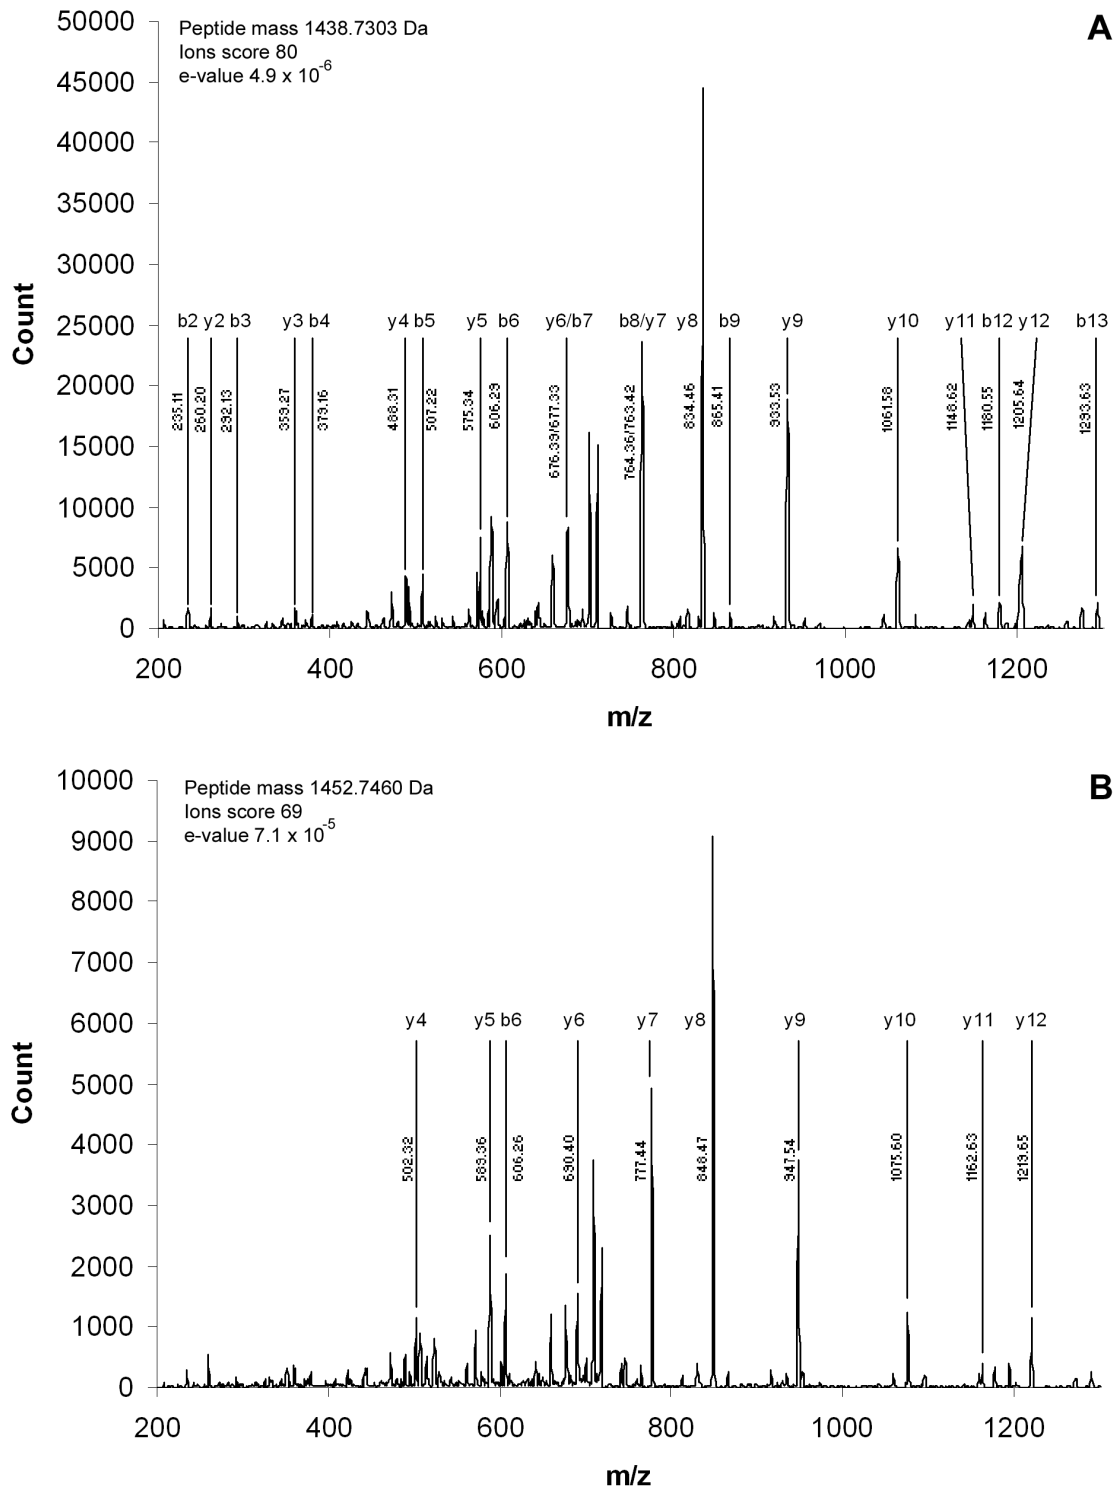 A
Peptide mass 1438.7303 Da
Ions score 80
e-value 4.9 x 10-6
50000
45000
40000
35000
30000
25000
20000
15000
10000
5000
0
Count
b2 y2 b3 y3 b4 y4 b5 y5 b6 y6/b7 b8/y7 y8 b9 y9 y10 y11 b12 y12 b13
235.11 260.20 292.13 359.27 379.16 488.31 507.22 575.34 606.29 676.39/677.33 764.36/763.42 834.46 865.41 933.53 1061.58 1148.62 1180.55 1205.64 1293.63
200 400 600 800 1000 1200
m/z
B
Peptide mass 1452.7460 Da
Ions score 69
e-value 7.1 x 10-5
10000
9000
8000
7000
6000
5000
4000
3000
2000
1000
0
Count
y4 y5 b6 y6 y7 y8 y9 y10 y11 y12
502.32 589.36 606.26 690.40 777.44 848.47 947.54 1075.60 1162.63 1219.65
200 400 600 800 1000 1200
m/z